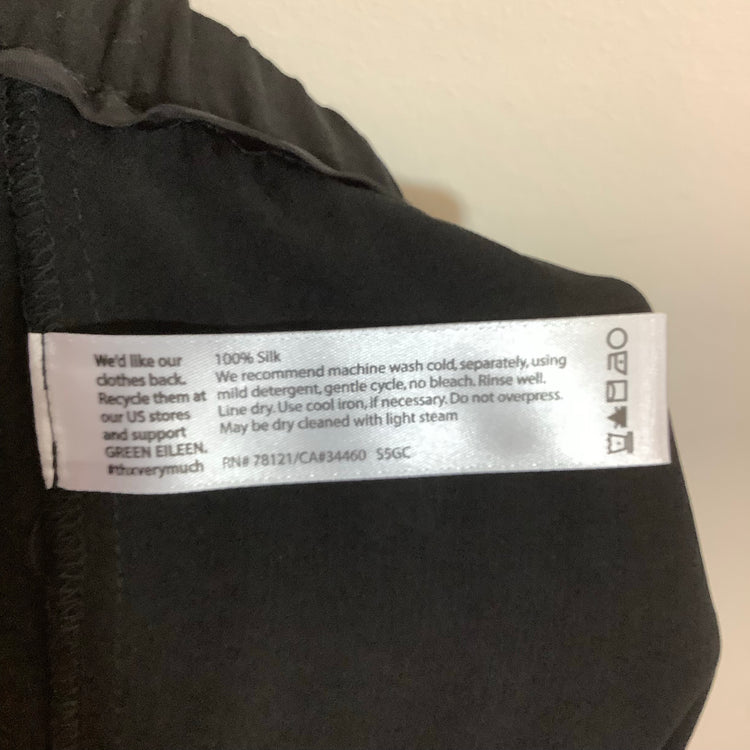 We'd like our
clothes back.
Recycle them at
our US stores
and support
GREEN EILEEN.
#thxverymuch
100% Silk
We recommend machine wash cold, separately, using
mild detergent, gentle cycle, no bleach. Rinse well.
Line dry. Use cool iron, if necessary. Do not overpress.
May be dry cleaned with light steam
RN# 78121/CA#34460 S5GC